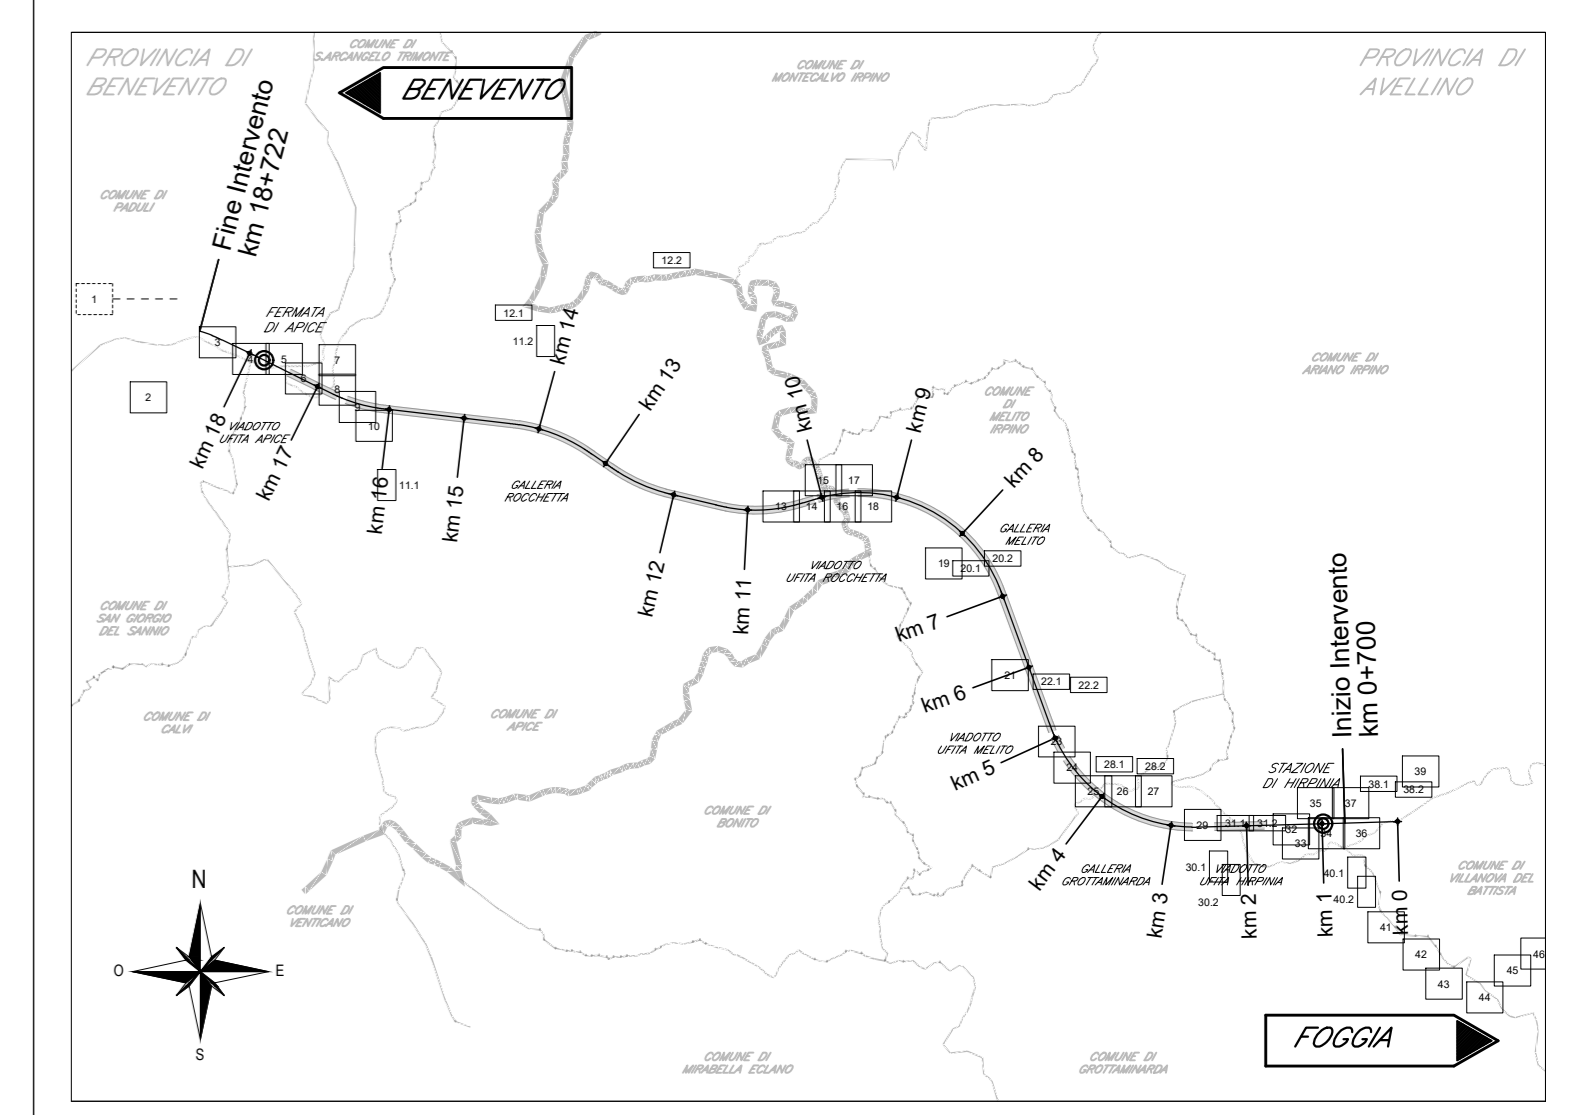 PROVINCIA DI
BENEVENTO
COMUNE DI
S.ARCANGELO TRIMONTE
BENEVENTO
COMUNE DI
MONTECALVO IRPINO
PROVINCIA DI
AVELLINO
Fine Intervento
km 18+722
COMUNE DI
PADULI
1
2
3
FERMATA
DI APICE
4
5
6
7
8
9
10
11.1
11.2
12.1
12.2
km 18
VIADOTTO
UFITA APICE
km 17
km 16
km 15
km 14
km 13
GALLERIA
ROCCHETTA
km 12
km 11
km 10
km 9
13
14
15
16
17
18
VIADOTTO
UFITA ROCCHETTA
COMUNE
DI
MELITO
IRPINO
COMUNE DI
ARIANO IRPINO
km 8
GALLERIA
MELITO
19
20.1
20.2
km 7
km 6
21
22.1
22.2
COMUNE DI
SAN GIORGIO
DEL SANNIO
COMUNE DI
CALVI
COMUNE DI
APICE
COMUNE DI
BONITO
COMUNE DI
VENTICANO
VIADOTTO
UFITA MELITO
km 5
23
24
25
26
27
28.1
28.2
km 4
GALLERIA
GROTTAMINARDA
km 3
29
30.1
30.2
31.1
31.2
VIADOTTO
UFITA HIRPINIA
km 2
32
33
34
35
36
37
38.1
38.2
39
STAZIONE
DI HIRPINIA
Inizio Intervento
km 0+700
km 1
km 0
40.1
40.2
41
42
43
44
45
46
COMUNE DI
VILLANOVA DEL
BATTISTA
N
O
E
S
COMUNE DI
MIRABELLA ECLANO
COMUNE DI
GROTTAMINARDA
FOGGIA